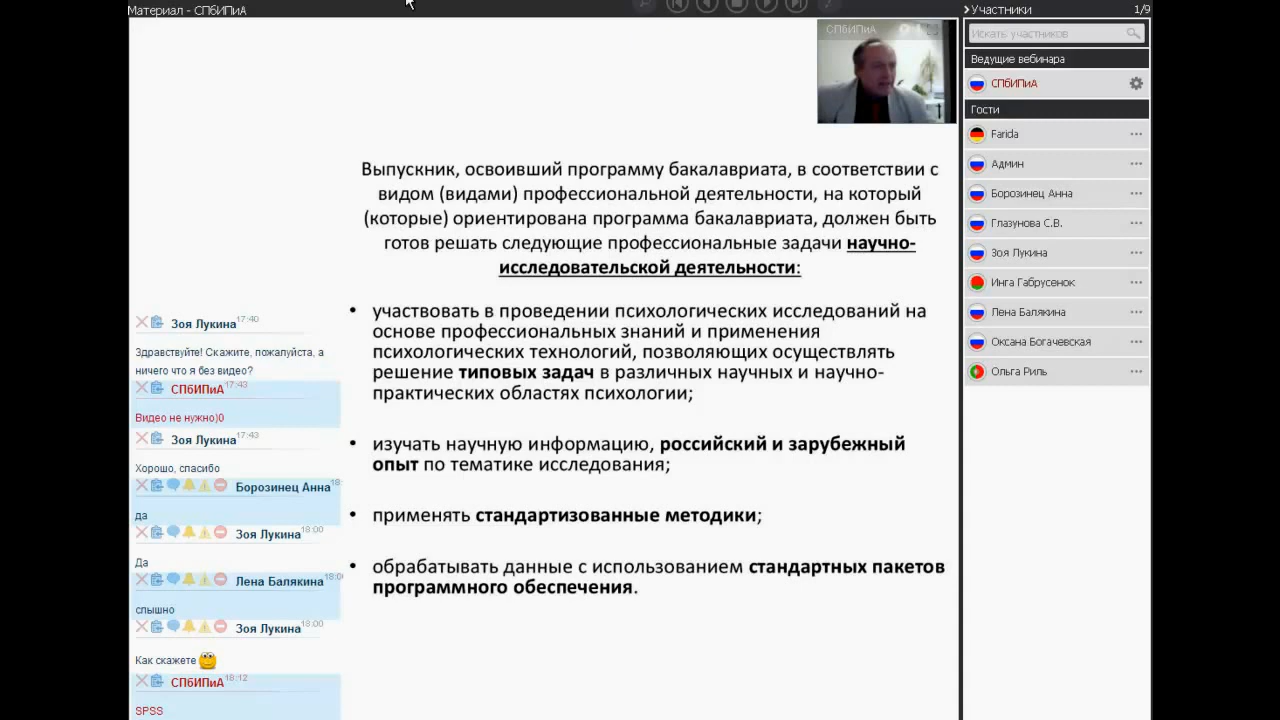 Материал - СПбИПиА
СПбИПиА
Выпускник, освоивший программу бакалавриата, в соответствии с
видом (видами) профессиональной деятельности, на который
(которые) ориентирована программа бакалавриата, должен быть
готов решать следующие профессиональные задачи научно-
исследовательской деятельности:
• участвовать в проведении психологических исследований на
основе профессиональных знаний и применения
психологических технологий, позволяющих осуществлять
решение типовых задач в различных научных и научно-
практических областях психологии;
• изучать научную информацию, российский и зарубежный
опыт по тематике исследования;
• применять стандартизованные методики;
• обрабатывать данные с использованием стандартных пакетов
программного обеспечения.
Зоя Лукина 17:40
Здравствуйте! Скажите, пожалуйста, а
ничего что я без видео?
СПбИПиА 17:43
Видео не нужно)0
Зоя Лукина 17:43
Хорошо, спасибо
Борозинец Анна 18:
да
Зоя Лукина 18:00
Да
Лена Балякина 18:0
слышно
Зоя Лукина 18:00
Как скажете
СПбИПиА 18:12
SPSS
Участники 1/9
Искать участников
Ведущие вебинара
СПбИПиА
Гости
Farida
Админ
Борозинец Анна
Глазунова С.В.
Зоя Лукина
Инга Габрусенок
Лена Балякина
Оксана Богачевская
Ольга Риль